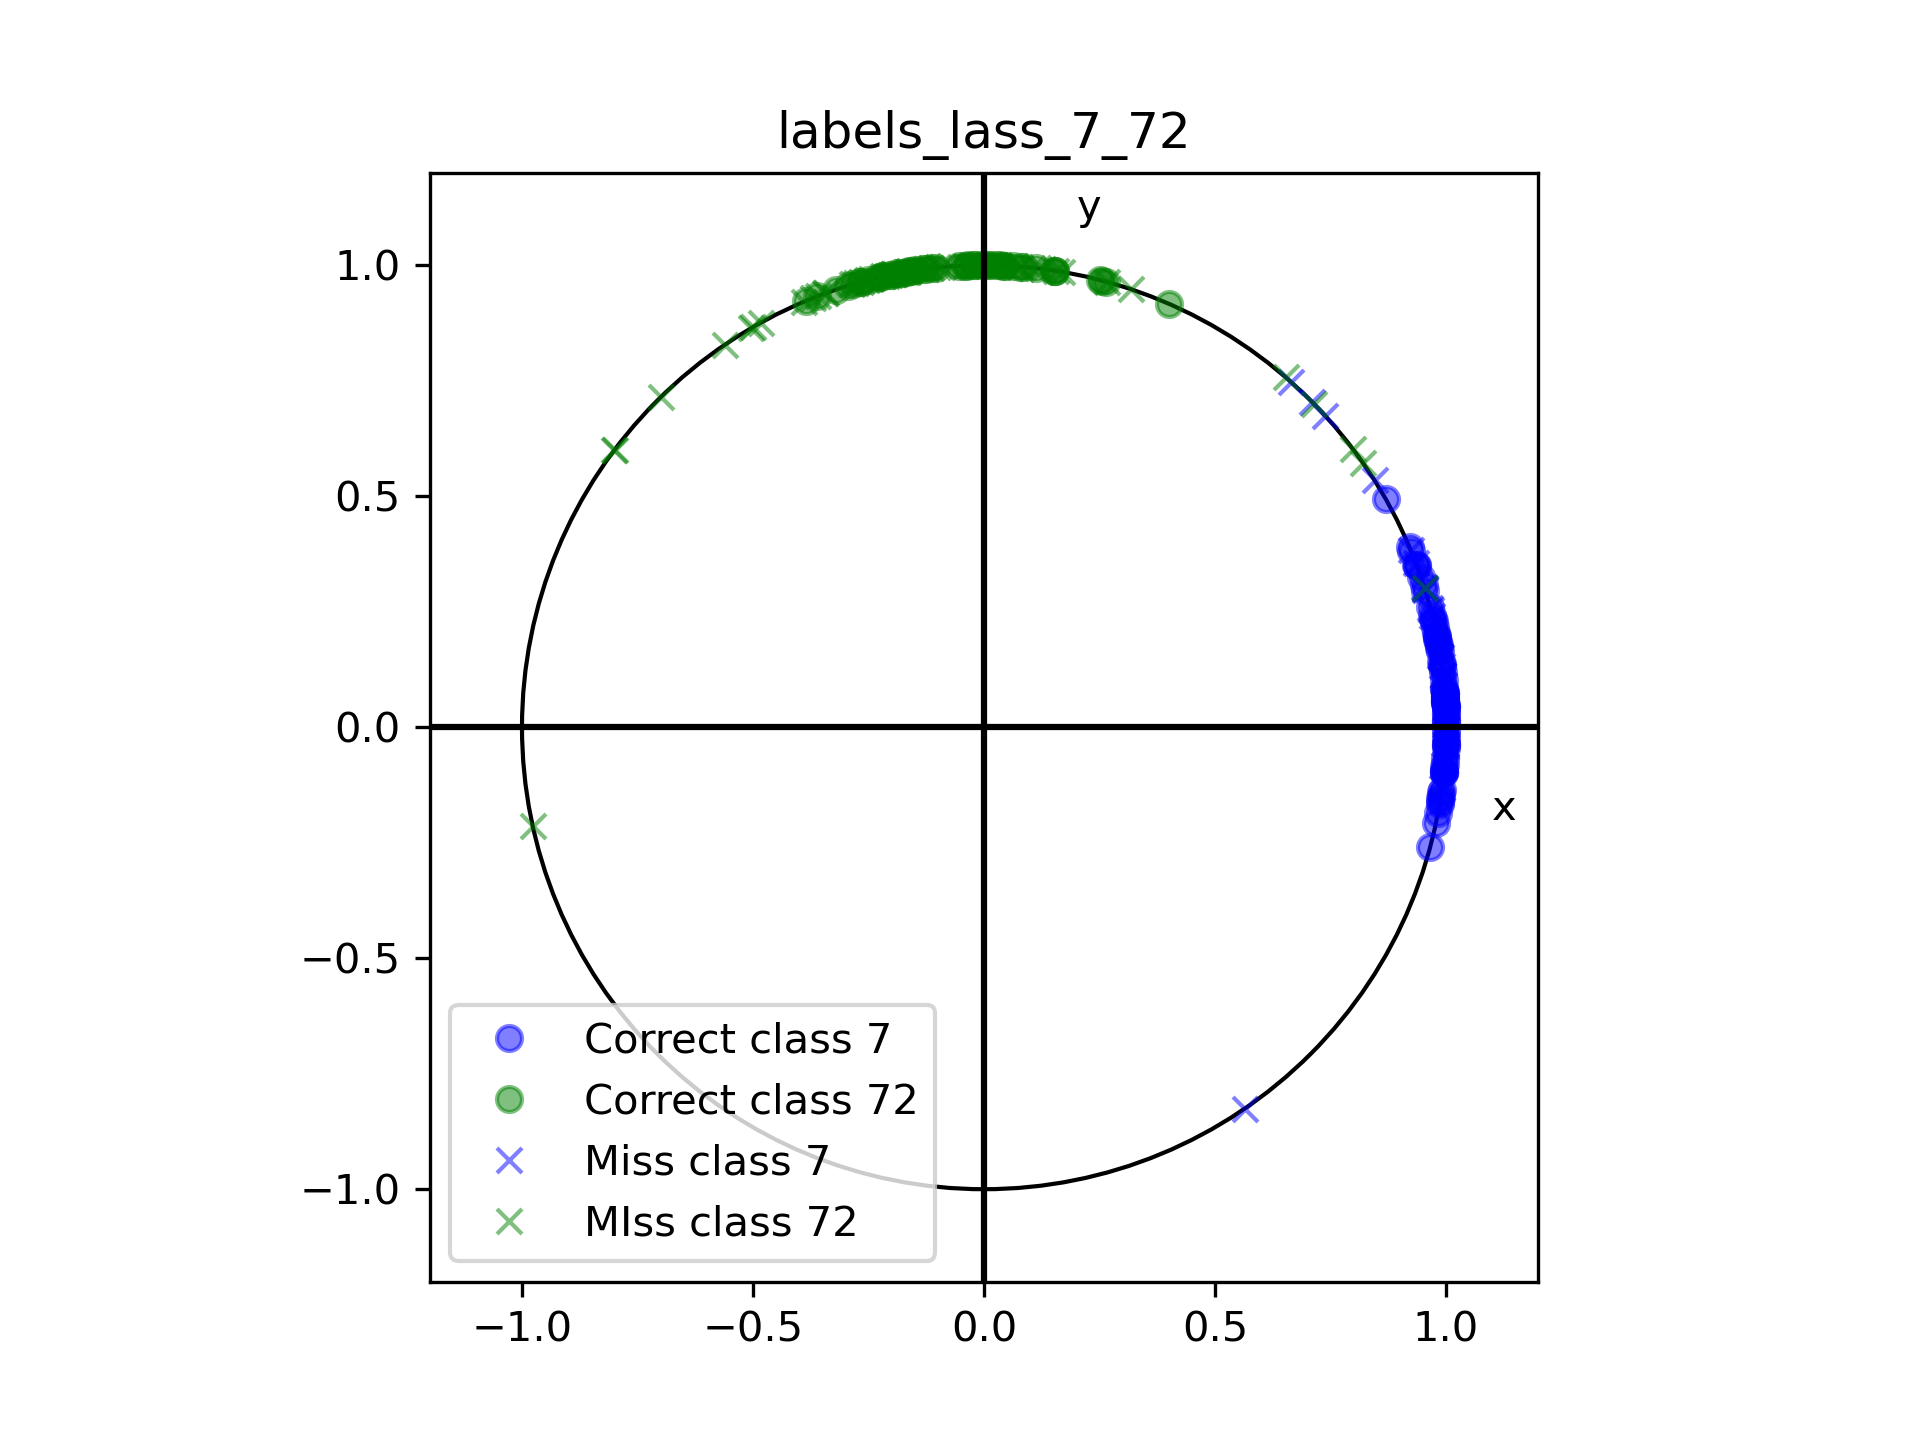 labels_lass_7_72
y
1.0
0.5
0.0
x
−0.5
−1.0
Correct class 7
Correct class 72
Miss class 7
MIss class 72
−1.0 −0.5 0.0 0.5 1.0